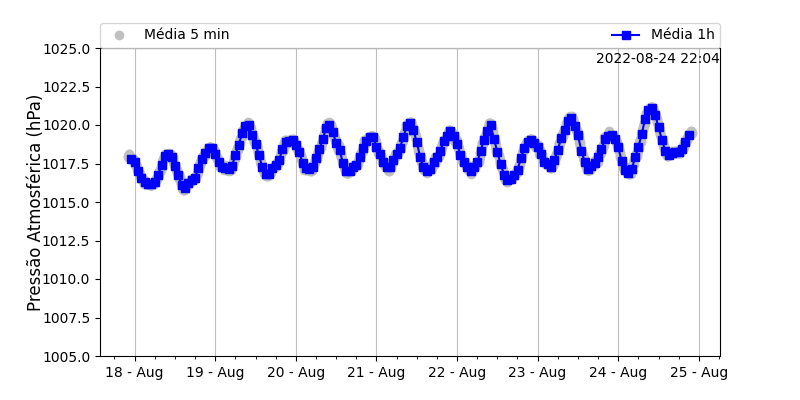 Média 5 min
Média 1h
2022-08-24 22:04
Pressão Atmosférica (hPa)
1025.0
1022.5
1020.0
1017.5
1015.0
1012.5
1010.0
1007.5
1005.0
18 - Aug
19 - Aug
20 - Aug
21 - Aug
22 - Aug
23 - Aug
24 - Aug
25 - Aug